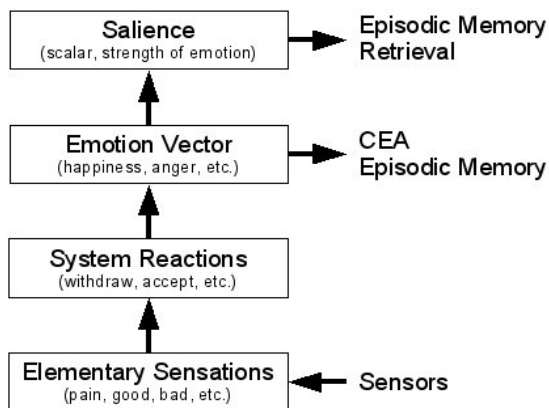 Salience
(scalar, strength of emotion)
Episodic Memory
Retrieval
Emotion Vector
(happiness, anger, etc.)
CEA
Episodic Memory
System Reactions
(withdraw, accept, etc.)
Elementary Sensations
(pain, good, bad, etc.)
Sensors